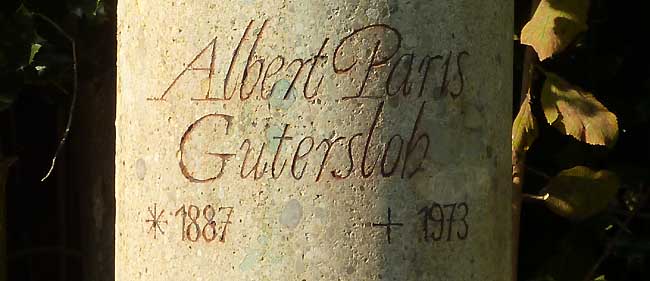 Albert Paris
Gütersloh
* 1887 + 1973